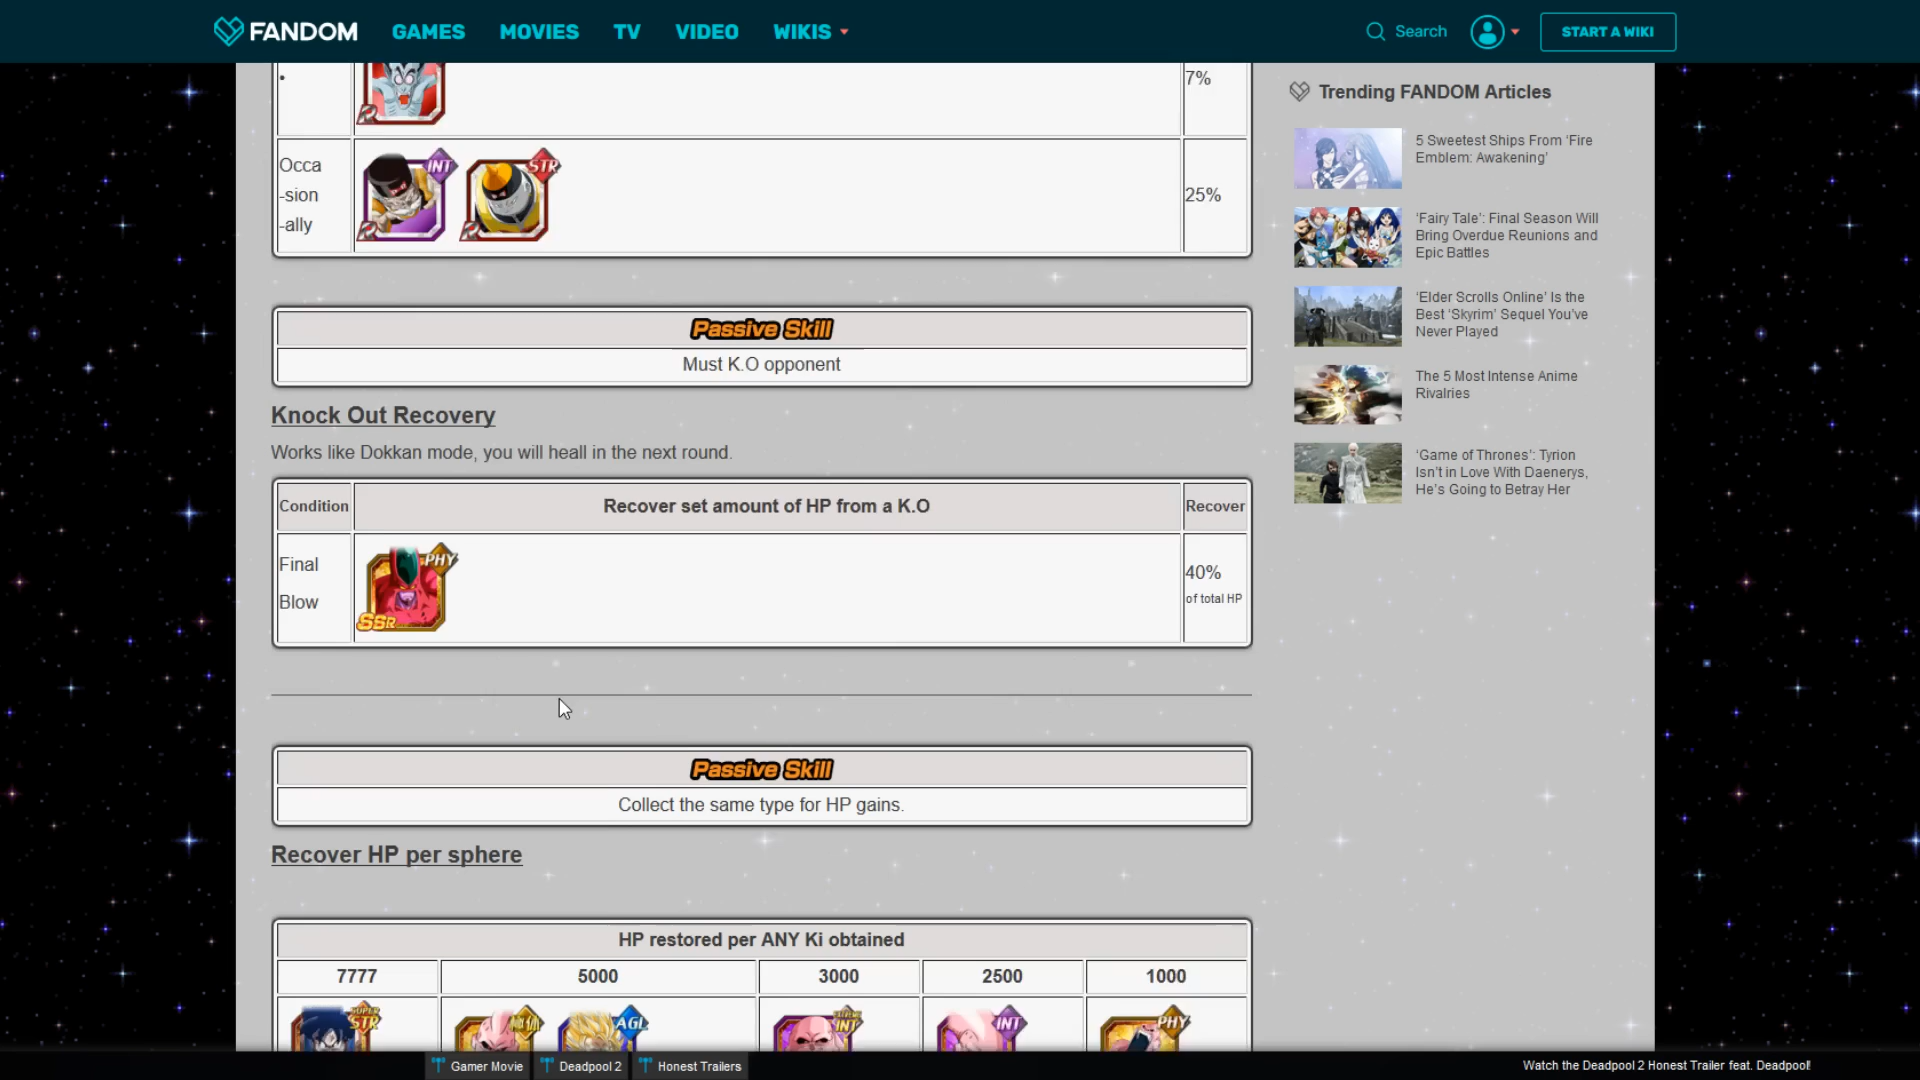 FANDOM GAMES MOVIES TV VIDEO WIKIS Search START A WIKI
• R 7%
Occa
-sion
-ally
INT R STR R
25%
Passive Skill
Must K.O opponent
Knock Out Recovery
Works like Dokkan mode, you will heall in the next round.
Condition Recover set amount of HP from a K.O Recover
Final
Blow
PHY SSR
40%
of total HP
Passive Skill
Collect the same type for HP gains.
Recover HP per sphere
HP restored per ANY Ki obtained
7777 5000 3000 2500 1000
SUPER STR AGL SUPER INT INT PHY
Trending FANDOM Articles
5 Sweetest Ships From ‘Fire
Emblem: Awakening’
‘Fairy Tale’: Final Season Will
Bring Overdue Reunions and
Epic Battles
‘Elder Scrolls Online’ Is the
Best ‘Skyrim’ Sequel You’ve
Never Played
The 5 Most Intense Anime
Rivalries
‘Game of Thrones’: Tyrion
Isn’t in Love With Daenerys,
He’s Going to Betray Her
Gamer Movie Deadpool 2 Honest Trailers Watch the Deadpool 2 Honest Trailer feat. Deadpool!